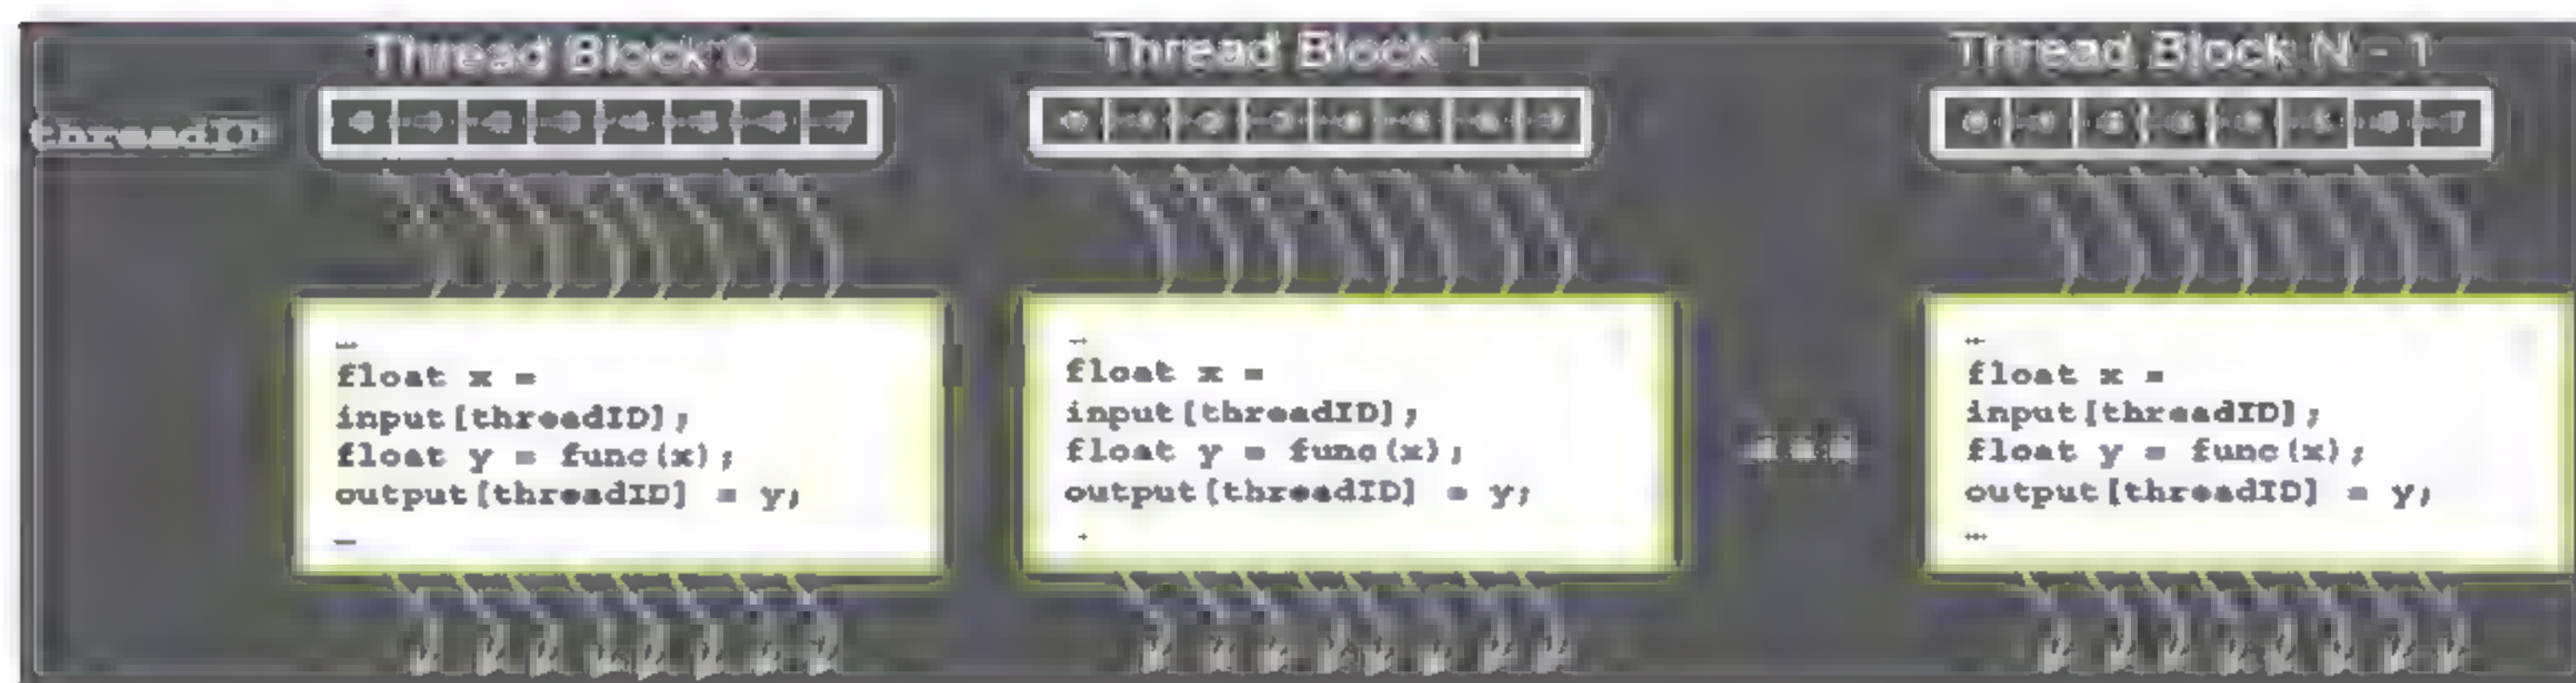 Thread Block 0
Thread Block 1
Thread Block N - 1
threadID
0 1 2 3 4 5 6 7
0 1 2 3 4 5 6 7
0 1 2 3 4 5 6 7
…
float x =
input[threadID];
float y = func(x);
output[threadID] = y;
…
…
float x =
input[threadID];
float y = func(x);
output[threadID] = y;
…
...
…
float x =
input[threadID];
float y = func(x);
output[threadID] = y;
…